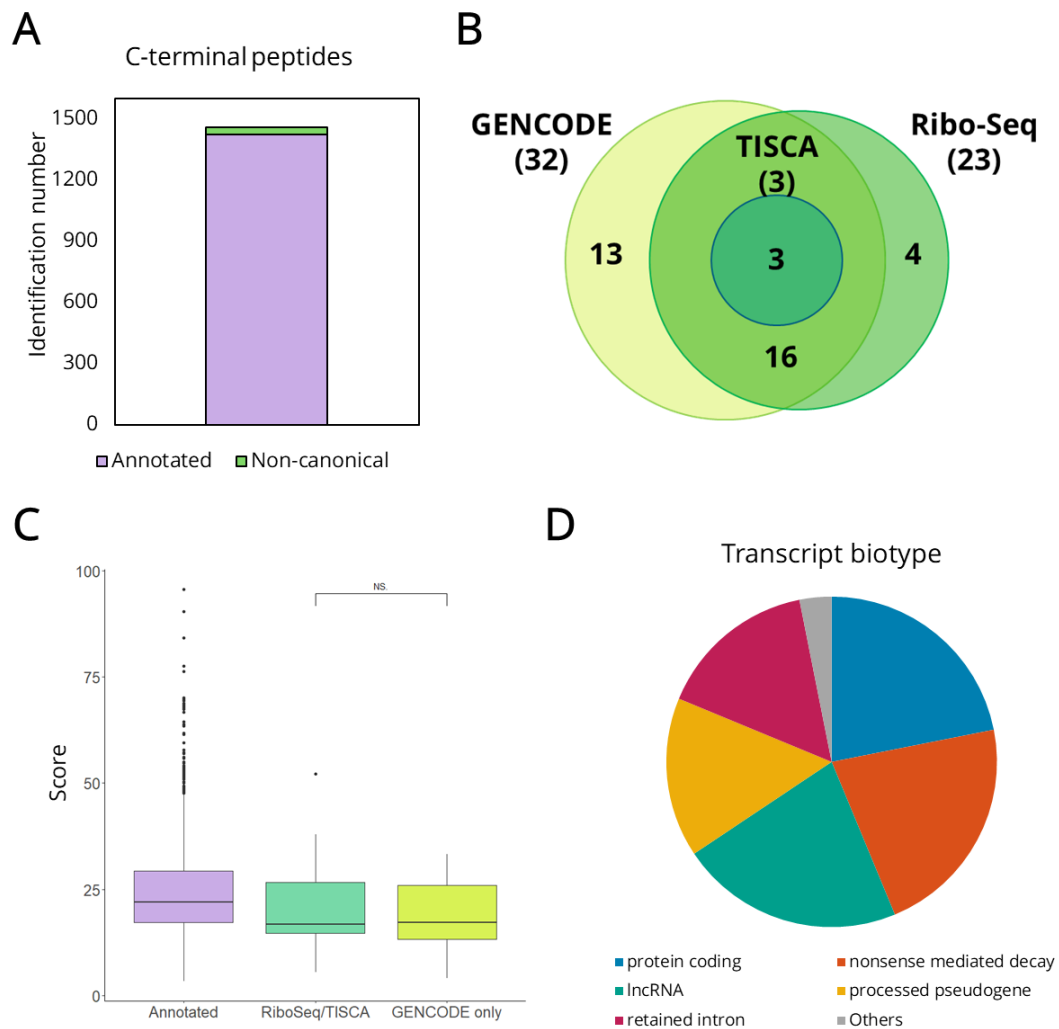 A
C-terminal peptides
Identification number
1500
1200
900
600
300
0
Annotated
Non-canonical
B
GENCODE
(32)
TISCA
(3)
Ribo-Seq
(23)
13
3
4
16
C
Score
100
75
50
25
0
NS.
Annotated
RiboSeq/TISCA
GENCODE only
D
Transcript biotype
protein coding
nonsense mediated decay
lncRNA
processed pseudogene
retained intron
Others